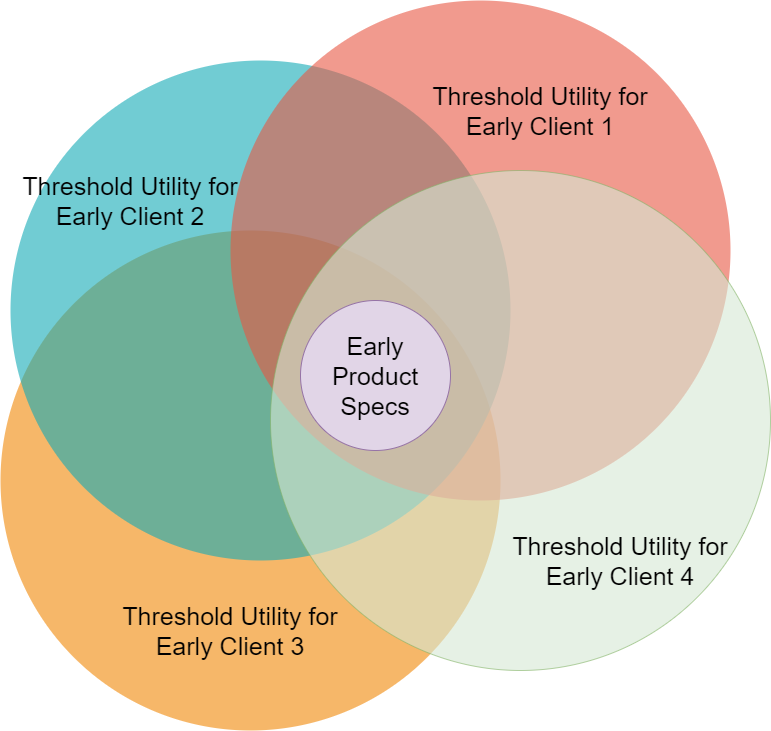 Threshold Utility for
Early Client 1
Threshold Utility for
Early Client 2
Early
Product
Specs
Threshold Utility for
Early Client 4
Threshold Utility for
Early Client 3